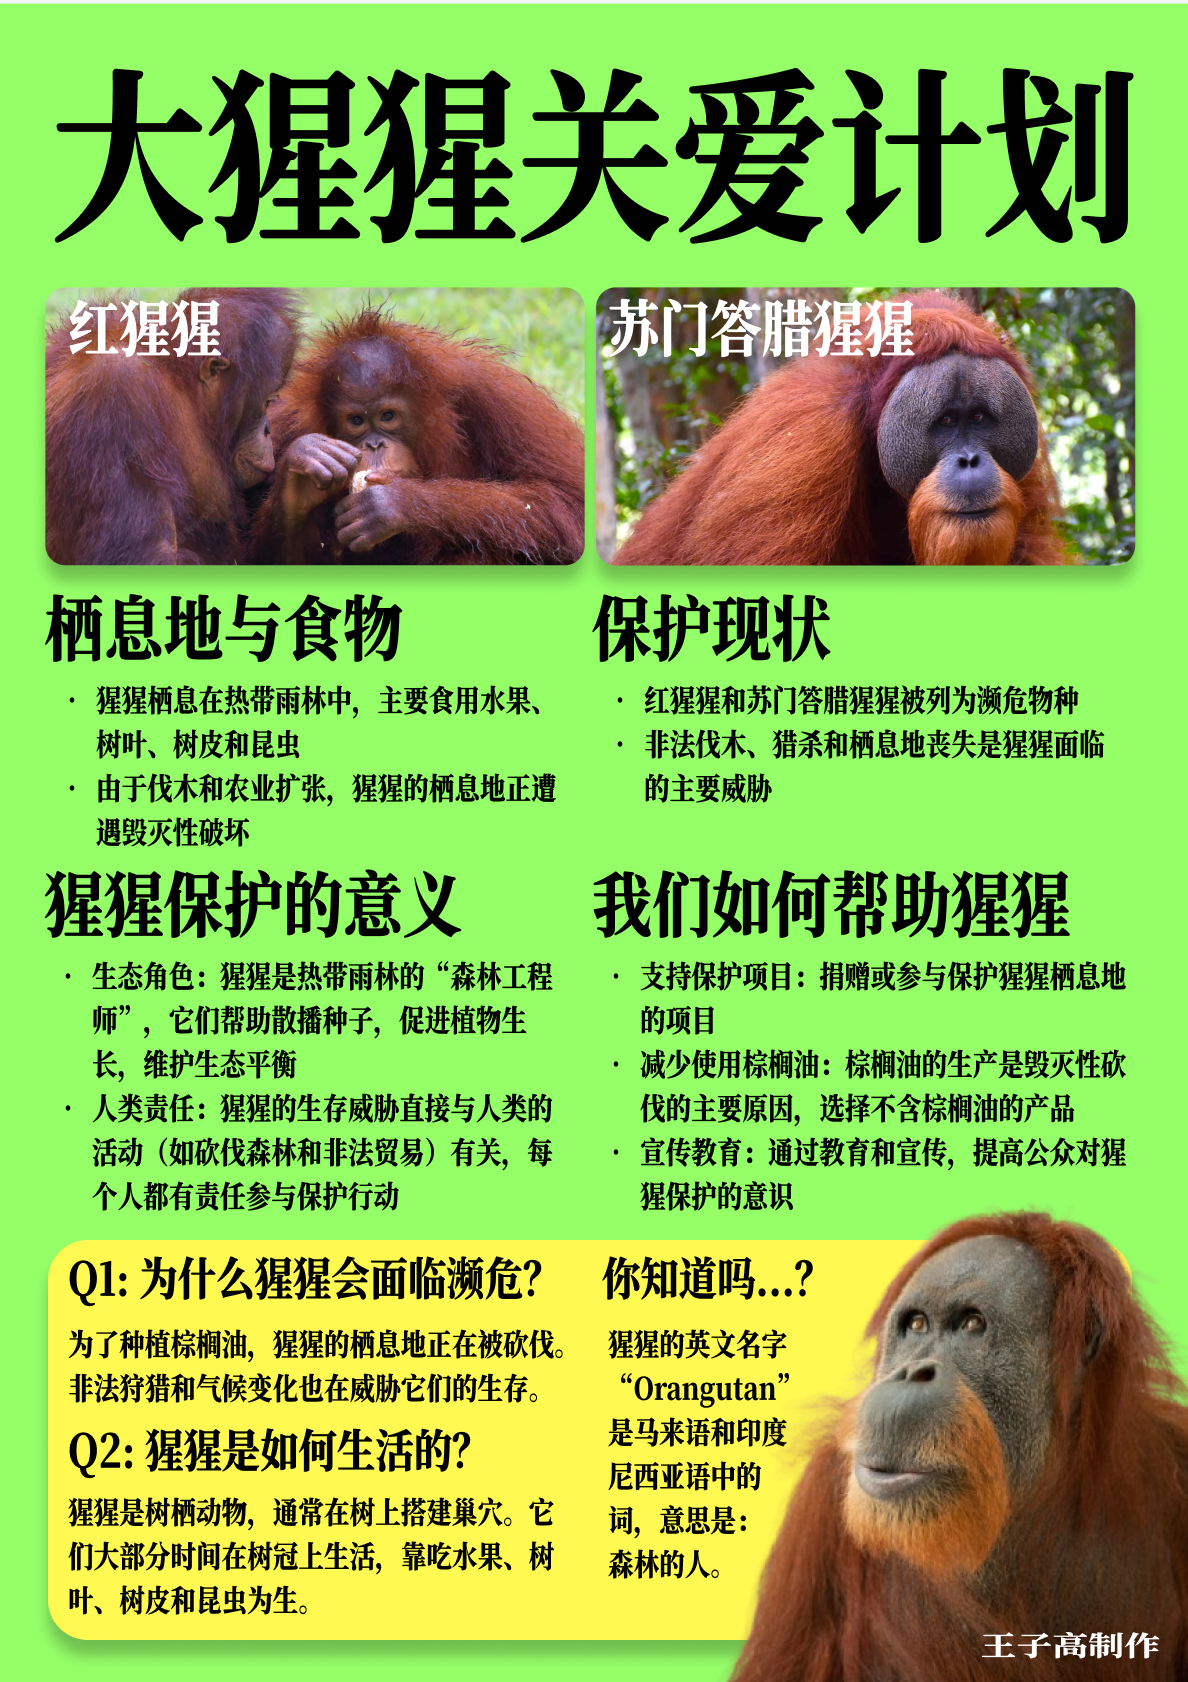 大猩猩关爱计划
红猩猩
苏门答腊猩猩
栖息地与食物
· 猩猩栖息在热带雨林中，主要食用水果、
树叶、树皮和昆虫
· 由于伐木和农业扩张，猩猩的栖息地正遭
遇毁灭性破坏
保护现状
· 红猩猩和苏门答腊猩猩被列为濒危物种
· 非法伐木、猎杀和栖息地丧失是猩猩面临
的主要威胁
猩猩保护的意义
· 生态角色：猩猩是热带雨林的“森林工程
师”，它们帮助散播种子，促进植物生
长，维护生态平衡
· 人类责任：猩猩的生存威胁直接与人类的
活动（如砍伐森林和非法贸易）有关，每
个人都有责任参与保护行动
我们如何帮助猩猩
· 支持保护项目：捐赠或参与保护猩猩栖息地
的项目
· 减少使用棕榈油：棕榈油的生产是毁灭性砍
伐的主要原因，选择不含棕榈油的产品
· 宣传教育：通过教育和宣传，提高公众对猩
猩保护的意识
Q1: 为什么猩猩会面临濒危?
为了种植棕榈油，猩猩的栖息地正在被砍伐。
非法狩猎和气候变化也在威胁它们的生存。
Q2: 猩猩是如何生活的?
猩猩是树栖动物，通常在树上搭建巢穴。它
们大部分时间在树冠上生活，靠吃水果、树
叶、树皮和昆虫为生。
你知道吗...?
猩猩的英文名字
“Orangutan”
是马来语和印度
尼西亚语中的
词，意思是：
森林的人。
王子高制作